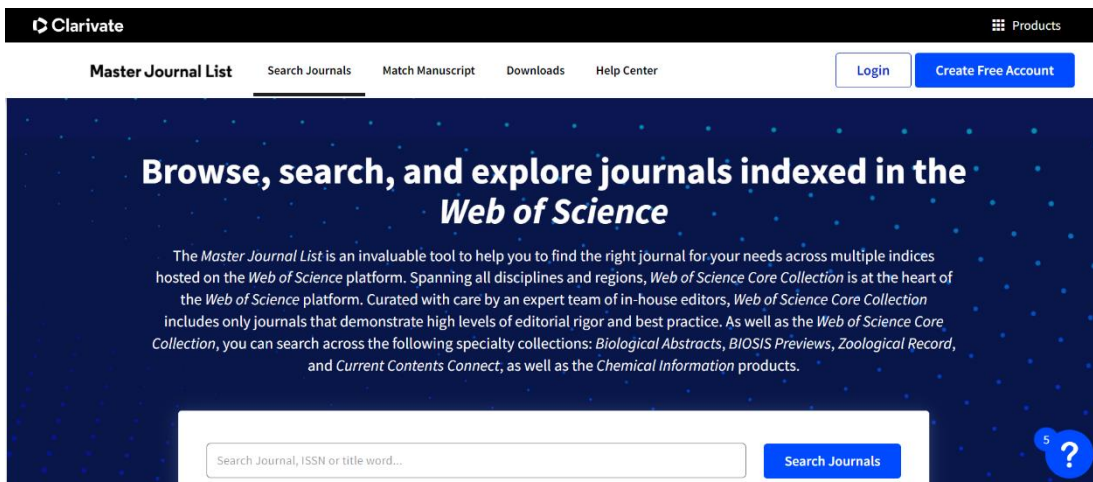 Clarivate
Products
Master Journal List
Search Journals
Match Manuscript
Downloads
Help Center
Login
Create Free Account
Browse, search, and explore journals indexed in the
Web of Science
The Master Journal List is an invaluable tool to help you to find the right journal for your needs across multiple indices
hosted on the Web of Science platform. Spanning all disciplines and regions, Web of Science Core Collection is at the heart of
the Web of Science platform. Curated with care by an expert team of in-house editors, Web of Science Core Collection
includes only journals that demonstrate high levels of editorial rigor and best practice. As well as the Web of Science Core
Collection, you can search across the following specialty collections: Biological Abstracts, BIOSIS Previews, Zoological Record,
and Current Contents Connect, as well as the Chemical Information products.
Search Journal, ISSN or title word...
Search Journals
5
?